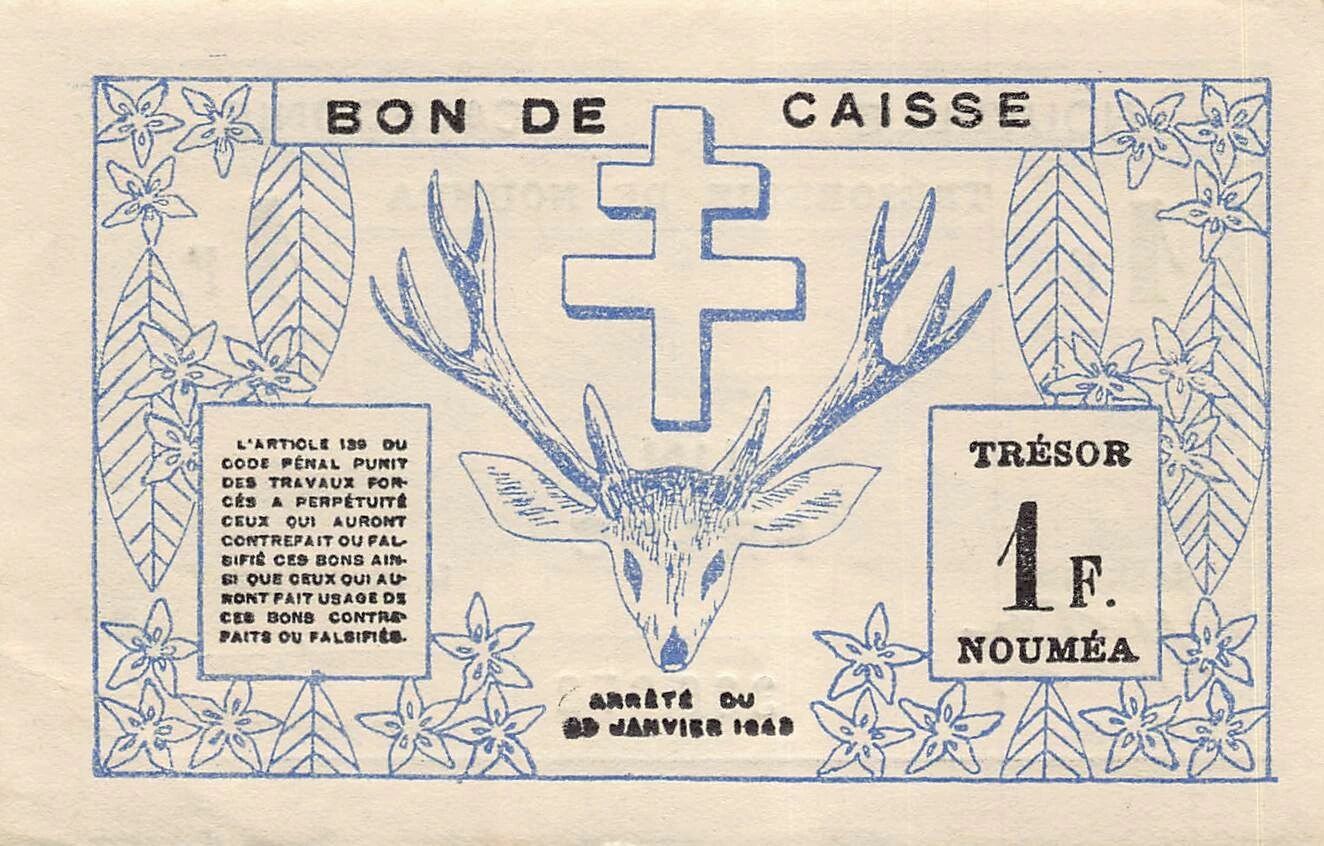 BON DE CAISSE
L'ARTICLE 139 DU
CODE PÉNAL PUNIT
DES TRAVAUX FOR-
CÉS A PERPÉTUITÉ
CEUX QUI AURONT
CONTREFAIT OU FAL-
SIFIÉ CES BONS AIN-
SI QUE CEUX QUI AU-
RONT FAIT USAGE DE
CES BONS CONTRE-
FAITS OU FALSIFIÉS.
TRÉSOR
1 F.
NOUMÉA
ARRÊTÉ DU
29 JANVIER 1943